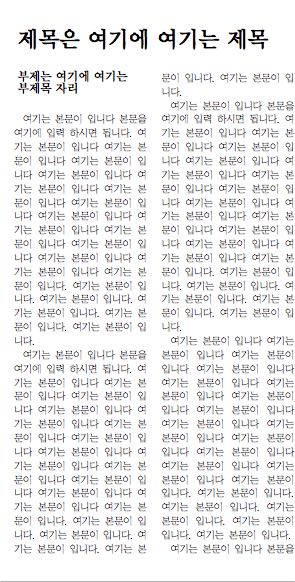 제목은 여기에 여기는 제목
부제는 여기에 여기는
부제목 자리
여기는 본문이 입니다 본문을
여기에 입력 하시면 됩니다. 여
기는 본문이 입니다 여기는 본
문이 입니다 여기는 본문이 입
니다 여기는 본문이 입니다 여
기는 본문이 입니다 여기는 본
문이 입니다 여기는 본문이 입
니다 여기는 본문이 입니다 여
기는 본문이 입니다 여기는 본
문이 입니다 여기는 본문이 입
니다 여기는 본문이 입니다 여
기는 본문이 입니다. 여기는 본
문이 입니다. 여기는 본문이 입
니다. 여기는 본문이 입니다. 여
기는 본문이 입니다. 여기는 본
문이 입니다. 여기는 본문이 입
니다.
여기는 본문이 입니다 본문을
여기에 입력 하시면 됩니다. 여
기는 본문이 입니다 여기는 본
문이 입니다 여기는 본문이 입
니다 여기는 본문이 입니다 여
기는 본문이 입니다 여기는 본
문이 입니다 여기는 본문이 입
니다 여기는 본문이 입니다 여
기는 본문이 입니다 여기는 본
문이 입니다 여기는 본문이 입
니다 여기는 본문이 입니다 여
기는 본문이 입니다. 여기는 본
문이 입니다. 여기는 본문이 입
니다. 여기는 본문이 입니다. 여
기는 본문이 입니다. 여기는 본
문이 입니다. 여기는 본문이 입
니다.
여기는 본문이 입니다 본문을
여기에 입력 하시면 됩니다. 여
기는 본문이 입니다 여기는 본
문이 입니다 여기는 본문이 입
니다 여기는 본문이 입니다 여
기는 본문이 입니다 여기는 본
문이 입니다 여기는 본문이 입
니다 여기는 본문이 입니다 여
기는 본문이 입니다 여기는 본
문이 입니다 여기는 본문이 입
니다 여기는 본문이 입니다 여
기는 본문이 입니다. 여기는 본
문이 입니다. 여기는 본문이 입
니다. 여기는 본문이 입니다. 여
기는 본문이 입니다. 여기는 본
문이 입니다. 여기는 본문이 입
니다.
여기는 본문이 입니다 여기는
본문이 입니다 여기는 본문이
입니다 여기는 본문이 입니다
여기는 본문이 입니다 여기는
본문이 입니다 여기는 본문이
입니다 여기는 본문이 입니다
여기는 본문이 입니다 여기는
본문이 입니다 여기는 본문이
입니다 여기는 본문이 입니다
여기는 본문이 입니다 여기는
본문이 입니다 여기는 본문이
입니다. 여기는 본문이 입니다.
여기는 본문이 입니다. 여기는
본문이 입니다. 여기는 본문이
입니다. 여기는 본문이 입니다.
여기는 본문이 입니다 본문을